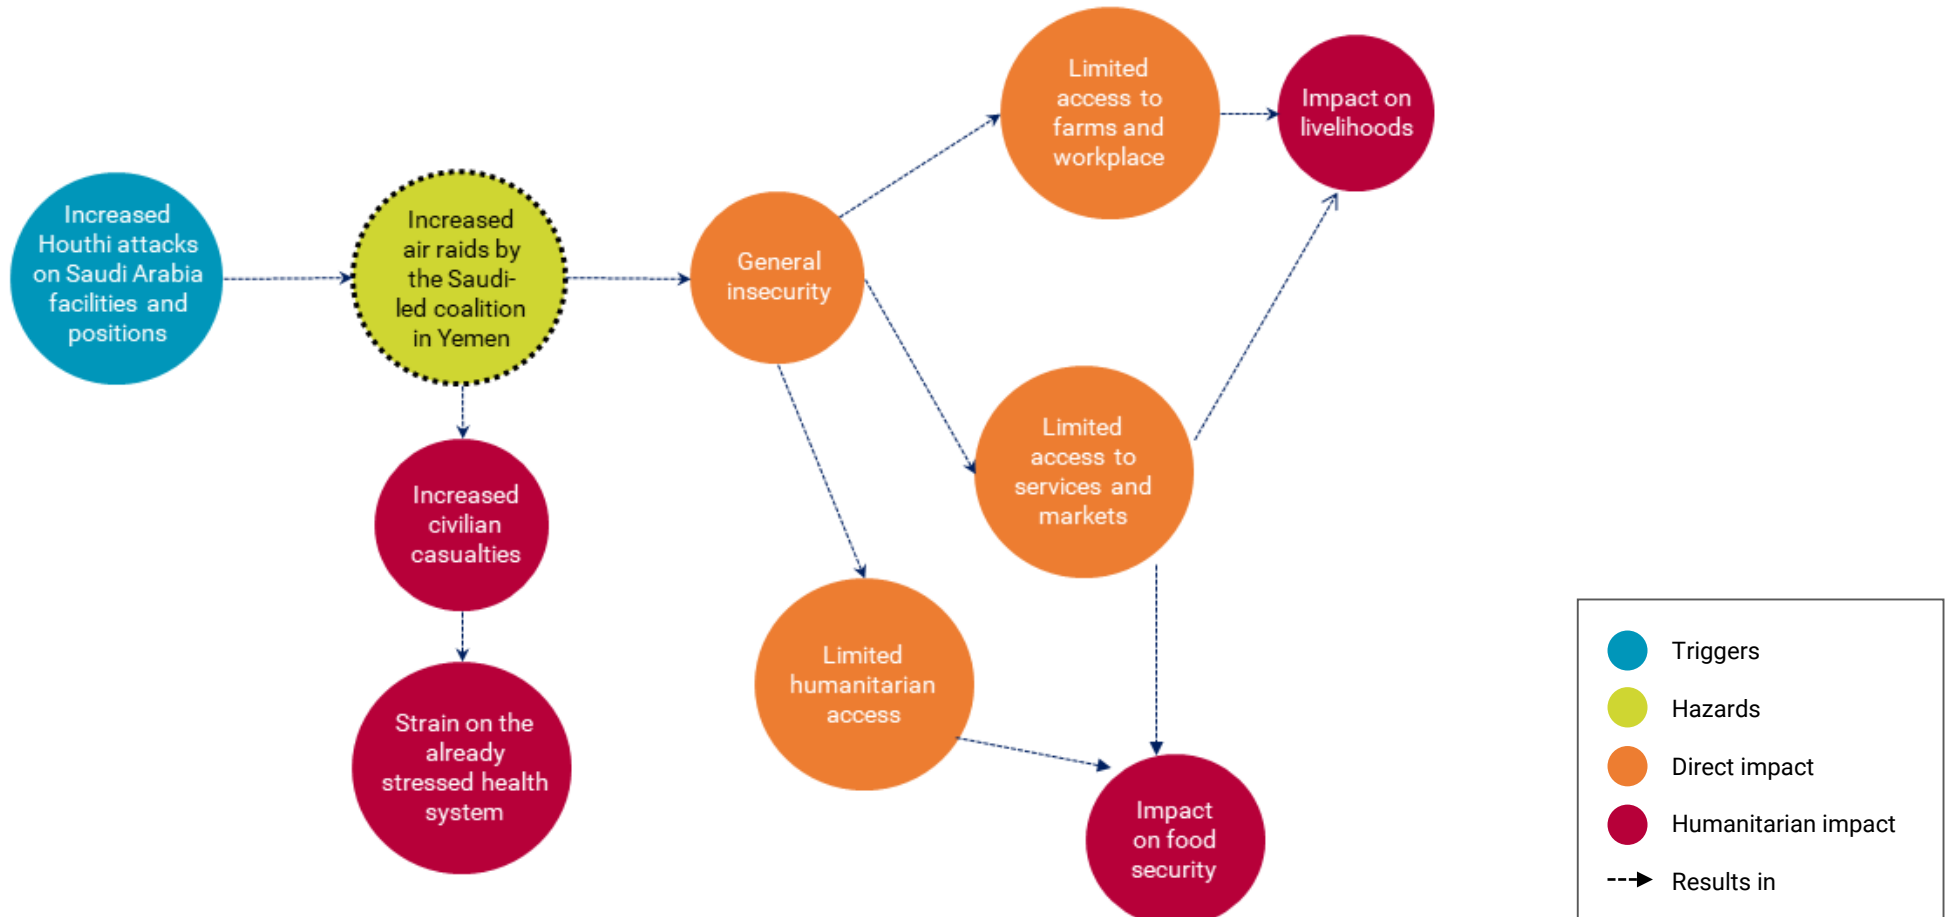 Increased
Houthi attacks
on Saudi Arabia
facilities and
positions
Increased
air raids by
the Saudi-
led coalition
in Yemen
Increased
civilian
casualties
Strain on the
already
stressed health
system
General
insecurity
Limited
access to
farms and
workplace
Impact on
livelihoods
Limited
access to
services and
markets
Limited
humanitarian
access
Impact
on food
security
Triggers
Hazards
Direct impact
Humanitarian impact
Results in